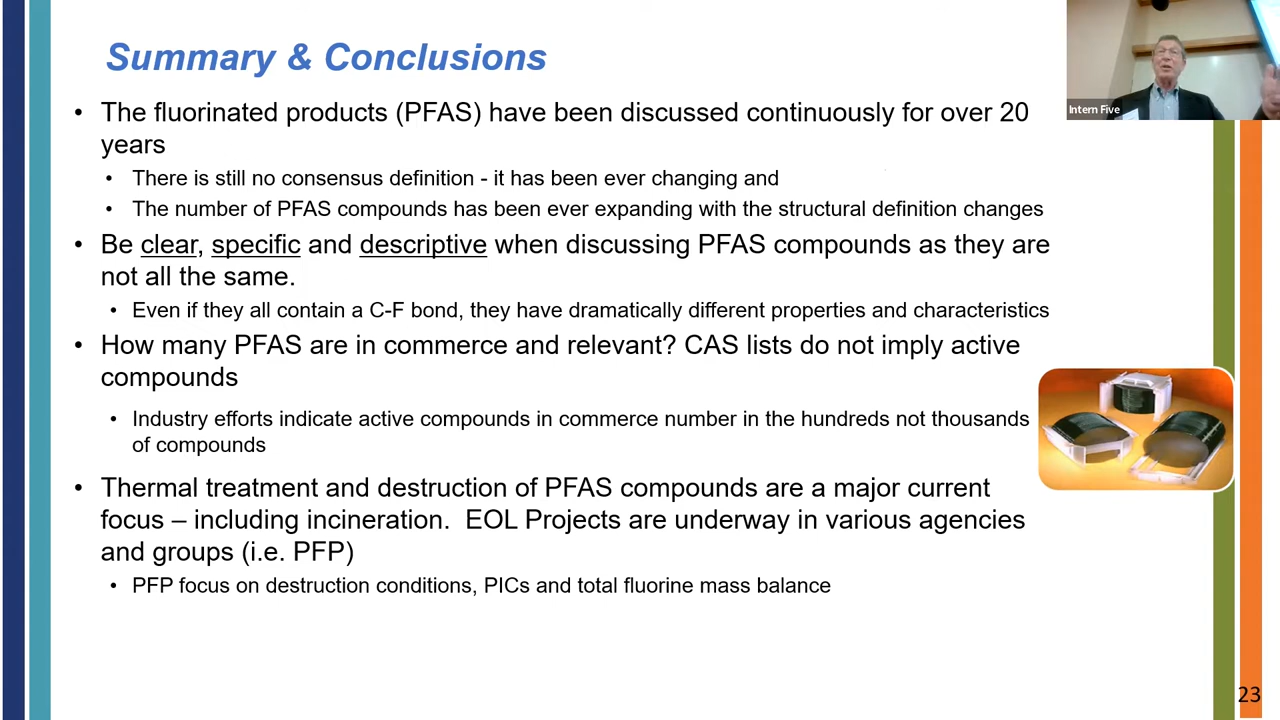 Summary & Conclusions
Intern Five
• The fluorinated products (PFAS) have been discussed continuously for over 20
years
• There is still no consensus definition - it has been ever changing and
• The number of PFAS compounds has been ever expanding with the structural definition changes
• Be clear, specific and descriptive when discussing PFAS compounds as they are
not all the same.
• Even if they all contain a C-F bond, they have dramatically different properties and characteristics
• How many PFAS are in commerce and relevant? CAS lists do not imply active
compounds
• Industry efforts indicate active compounds in commerce number in the hundreds not thousands
of compounds
• Thermal treatment and destruction of PFAS compounds are a major current
focus – including incineration.  EOL Projects are underway in various agencies
and groups (i.e. PFP)
• PFP focus on destruction conditions, PICs and total fluorine mass balance
23